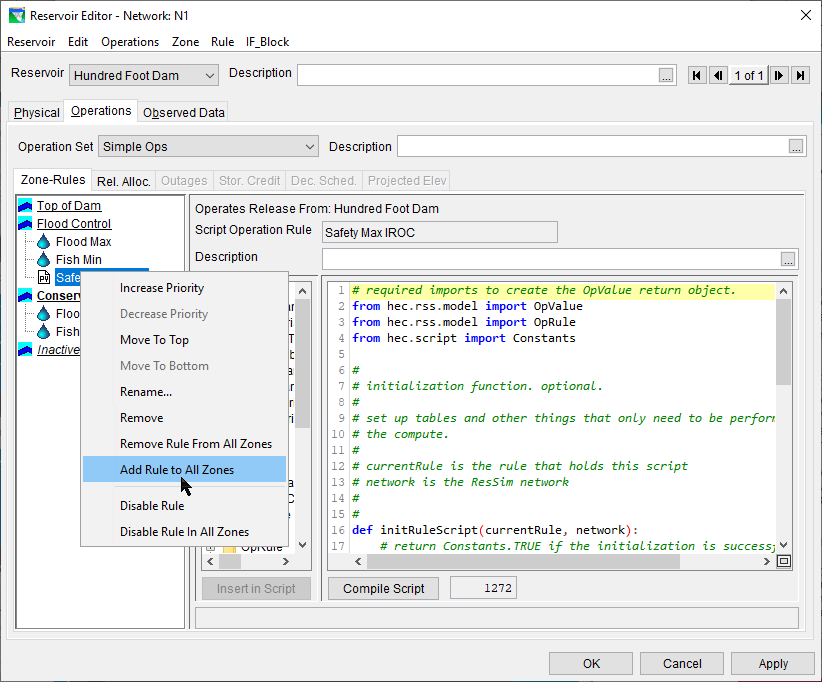 Reservoir Editor - Network: N1
Reservoir Edit Operations Zone Rule IF_Block
Reservoir Hundred Foot Dam Description ... 1 of 1
Physical Operations Observed Data
Operation Set Simple Ops Description ...
Zone-Rules Rel. Alloc. Outages Stor. Credit Dec. Sched. Projected Elev
Top of Dam
Flood Control
Flood Max
Fish Min
Safe
Conser
Floo
Fish
Inactive
Operates Release From: Hundred Foot Dam
Script Operation Rule Safety Max IROC
Description ...
Increase Priority
Decrease Priority
Move To Top
Move To Bottom
Rename...
Remove
Remove Rule From All Zones
Add Rule to All Zones
Disable Rule
Disable Rule In All Zones
OpRule
Insert in Script
1 # required imports to create the OpValue return object.
2 from hec.rss.model import OpValue
3 from hec.rss.model import OpRule
4 from hec.script import Constants
5
6 #
7 # initialization function. optional.
8 #
9 # set up tables and other things that only need to be perform
10 # the compute.
11 #
12 # currentRule is the rule that holds this script
13 # network is the ResSim network
14 #
15 #
16 def initRuleScript(currentRule, network):
17 # return Constants.TRUE if the initialization is successf
Compile Script 1272
OK Cancel Apply